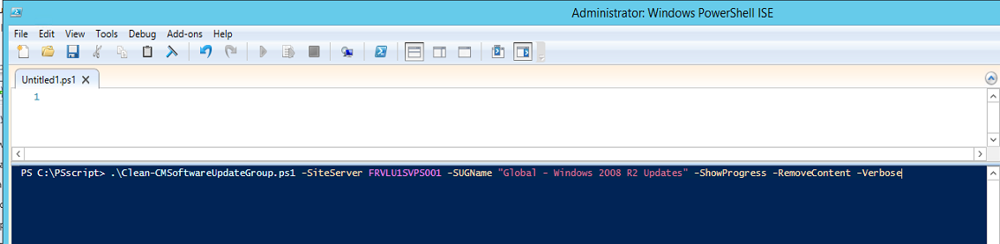 Administrator: Windows PowerShell ISE
File Edit View Tools Debug Add-ons Help
Untitled1.ps1 X
1
PS C:\PSscript> .\Clean-CMSoftwareUpdateGroup.ps1 -SiteServer FRVLU1SVPS001 -SUGName "Global - Windows 2008 R2 Updates" -ShowProgress -RemoveContent -Verbose